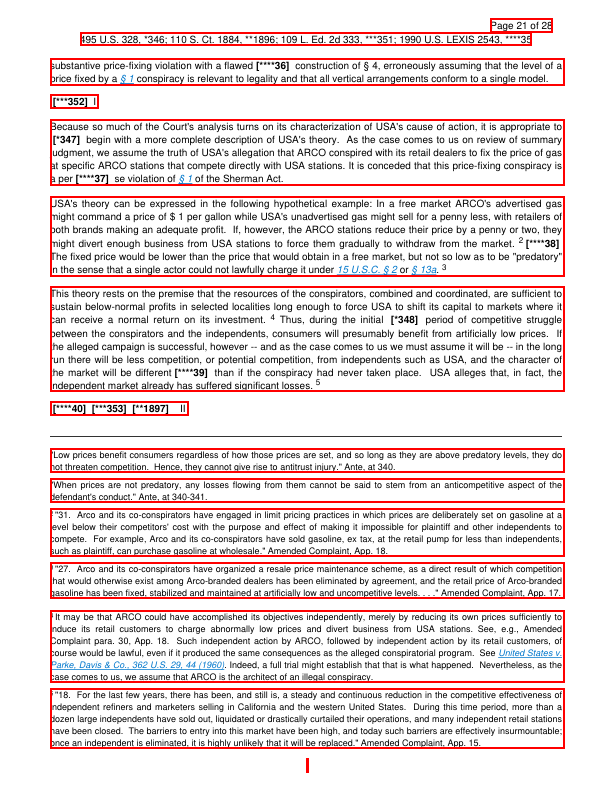 Page 21 of 28
495 U.S. 328, *346; 110 S. Ct. 1884, **1896; 109 L. Ed. 2d 333, ***351; 1990 U.S. LEXIS 2543, ****35
substantive price-fixing violation with a flawed [****36] construction of § 4, erroneously assuming that the level of a
price fixed by a § 1 conspiracy is relevant to legality and that all vertical arrangements conform to a single model.
[***352] I
Because so much of the Court's analysis turns on its characterization of USA's cause of action, it is appropriate to
[*347] begin with a more complete description of USA's theory. As the case comes to us on review of summary
judgment, we assume the truth of USA's allegation that ARCO conspired with its retail dealers to fix the price of gas
at specific ARCO stations that compete directly with USA stations. It is conceded that this price-fixing conspiracy is
a per [****37] se violation of § 1 of the Sherman Act.
USA's theory can be expressed in the following hypothetical example: In a free market ARCO's advertised gas
might command a price of $ 1 per gallon while USA's unadvertised gas might sell for a penny less, with retailers of
both brands making an adequate profit. If, however, the ARCO stations reduce their price by a penny or two, they
might divert enough business from USA stations to force them gradually to withdraw from the market. 2 [****38]
The fixed price would be lower than the price that would obtain in a free market, but not so low as to be "predatory"
in the sense that a single actor could not lawfully charge it under 15 U.S.C. § 2 or § 13a. 3
This theory rests on the premise that the resources of the conspirators, combined and coordinated, are sufficient to
sustain below-normal profits in selected localities long enough to force USA to shift its capital to markets where it
can receive a normal return on its investment. 4 Thus, during the initial [*348] period of competitive struggle
between the conspirators and the independents, consumers will presumably benefit from artificially low prices. If
the alleged campaign is successful, however -- and as the case comes to us we must assume it will be -- in the long
run there will be less competition, or potential competition, from independents such as USA, and the character of
the market will be different [****39] than if the conspiracy had never taken place. USA alleges that, in fact, the
independent market already has suffered significant losses. 5
[****40] [***353] [**1897] II
"Low prices benefit consumers regardless of how those prices are set, and so long as they are above predatory levels, they do
not threaten competition. Hence, they cannot give rise to antitrust injury." Ante, at 340.
"When prices are not predatory, any losses flowing from them cannot be said to stem from an anticompetitive aspect of the
defendant's conduct." Ante, at 340-341.
"31. Arco and its co-conspirators have engaged in limit pricing practices in which prices are deliberately set on gasoline at a
level below their competitors' cost with the purpose and effect of making it impossible for plaintiff and other independents to
compete. For example, Arco and its co-conspirators have sold gasoline, ex tax, at the retail pump for less than independents,
such as plaintiff, can purchase gasoline at wholesale." Amended Complaint, App. 18.
"27. Arco and its co-conspirators have organized a resale price maintenance scheme, as a direct result of which competition
that would otherwise exist among Arco-branded dealers has been eliminated by agreement, and the retail price of Arco-branded
gasoline has been fixed, stabilized and maintained at artificially low and uncompetitive levels. . . ." Amended Complaint, App. 17.
It may be that ARCO could have accomplished its objectives independently, merely by reducing its own prices sufficiently to
induce its retail customers to charge abnormally low prices and divert business from USA stations. See, e.g., Amended
Complaint para. 30, App. 18. Such independent action by ARCO, followed by independent action by its retail customers, of
course would be lawful, even if it produced the same consequences as the alleged conspiratorial program. See United States v.
Parke, Davis & Co., 362 U.S. 29, 44 (1960). Indeed, a full trial might establish that that is what happened. Nevertheless, as the
case comes to us, we assume that ARCO is the architect of an illegal conspiracy.
"18. For the last few years, there has been, and still is, a steady and continuous reduction in the competitive effectiveness of
independent refiners and marketers selling in California and the western United States. During this time period, more than a
dozen large independents have sold out, liquidated or drastically curtailed their operations, and many independent retail stations
have been closed. The barriers to entry into this market have been high, and today such barriers are effectively insurmountable;
once an independent is eliminated, it is highly unlikely that it will be replaced." Amended Complaint, App. 15.